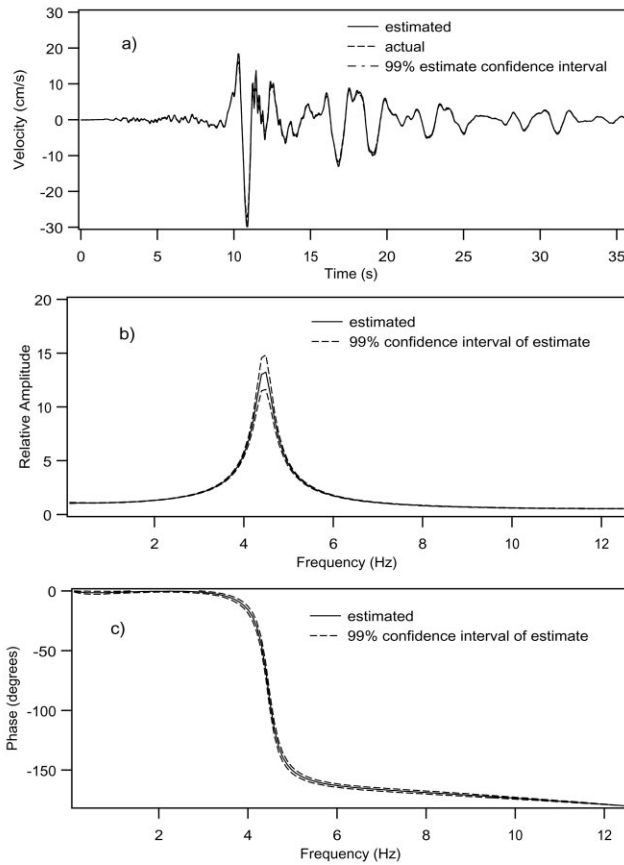 30
20
10
0
-10
-20
-30
Velocity (cm/s)
a)
estimated
actual
99% estimate confidence interval
0 5 10 15 20 25 30 35
Time (s)
20
15
10
5
0
Relative Amplitude
b)
estimated
99% confidence interval of estimate
2 4 6 8 10 12
Frequency (Hz)
0
-50
-100
-150
Phase (degrees)
c)
estimated
99% confidence interval of estimate
2 4 6 8 10 12
Frequency (Hz)